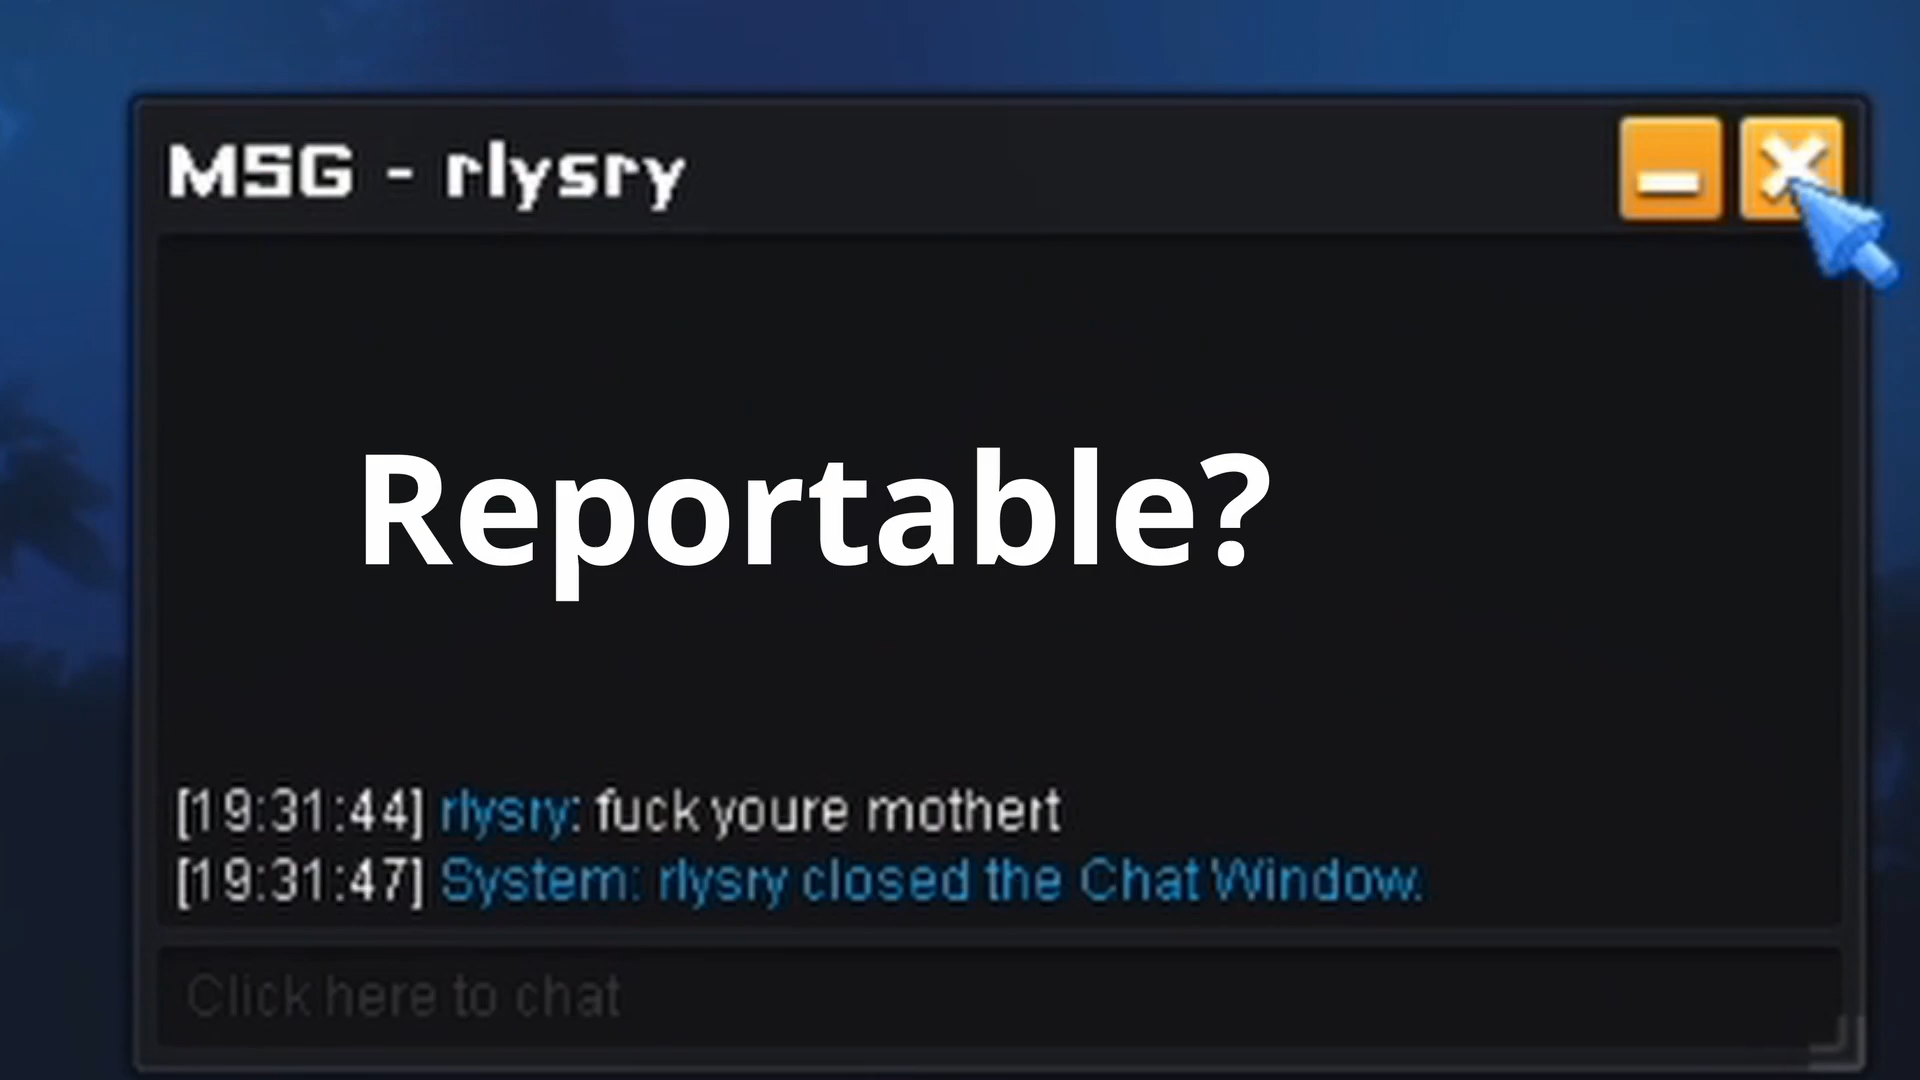 MSG - rlysry
Reportable?
[19:31:44] rlysry: fuck youre mothert
[19:31:47] System: rlysry closed the Chat Window.
Click here to chat